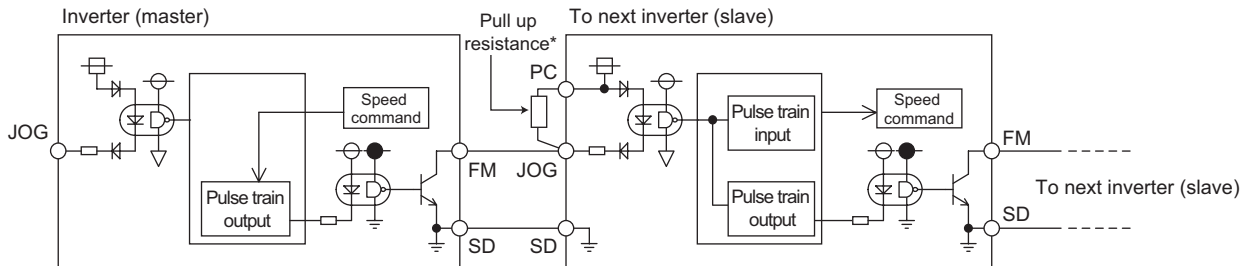 Inverter (master)
Pull up
resistance*
To next inverter (slave)
PC
JOG
Speed
command
Pulse train
output
FM
JOG
SD
SD
Pulse train
input
Speed
command
Pulse train
output
FM
SD
To next inverter (slave)